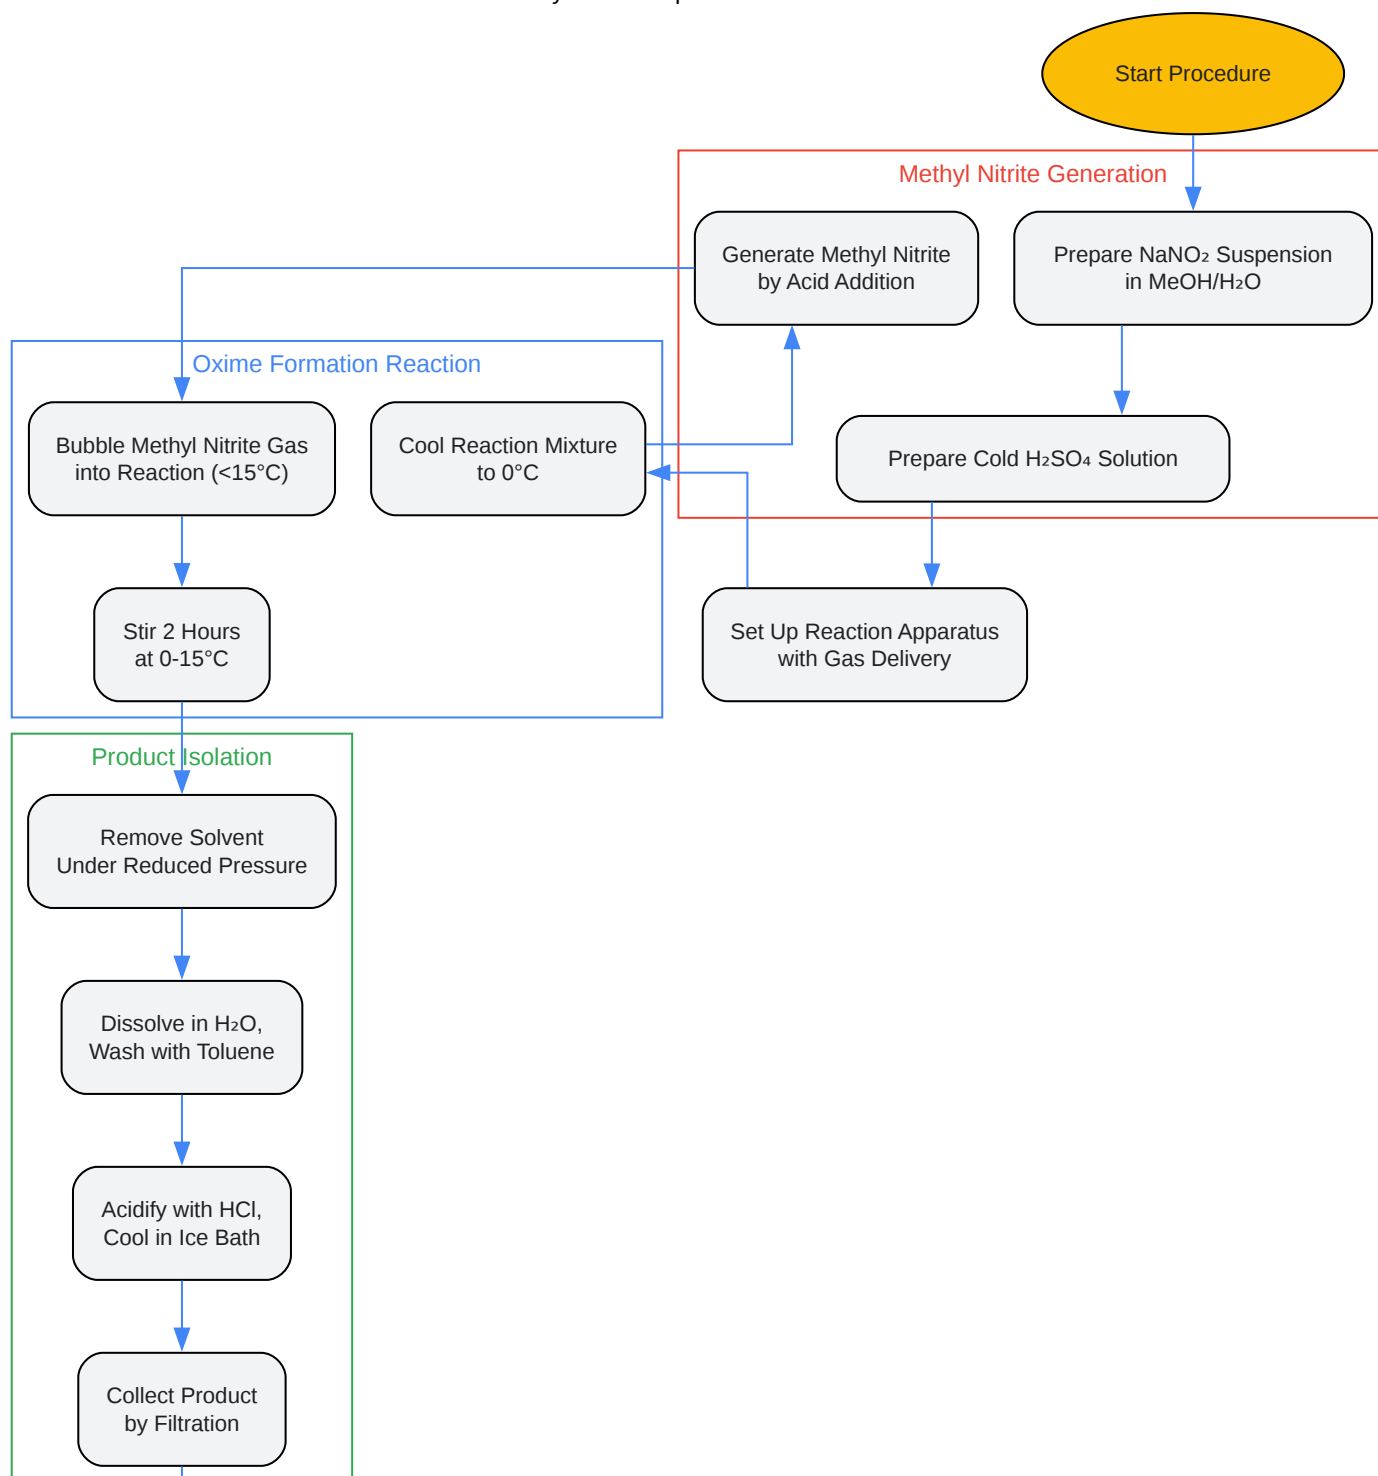 Start Procedure
Methyl Nitrite Generation
Generate Methyl Nitrite
by Acid Addition
Prepare NaNO₂ Suspension
in MeOH/H₂O
Oxime Formation Reaction
Bubble Methyl Nitrite Gas
into Reaction (<15°C)
Cool Reaction Mixture
to 0°C
Prepare Cold H₂SO₄ Solution
Stir 2 Hours
at 0-15°C
Set Up Reaction Apparatus
with Gas Delivery
Product Isolation
Remove Solvent
Under Reduced Pressure
Dissolve in H₂O,
Wash with Toluene
Acidify with HCl,
Cool in Ice Bath
Collect Product
by Filtration